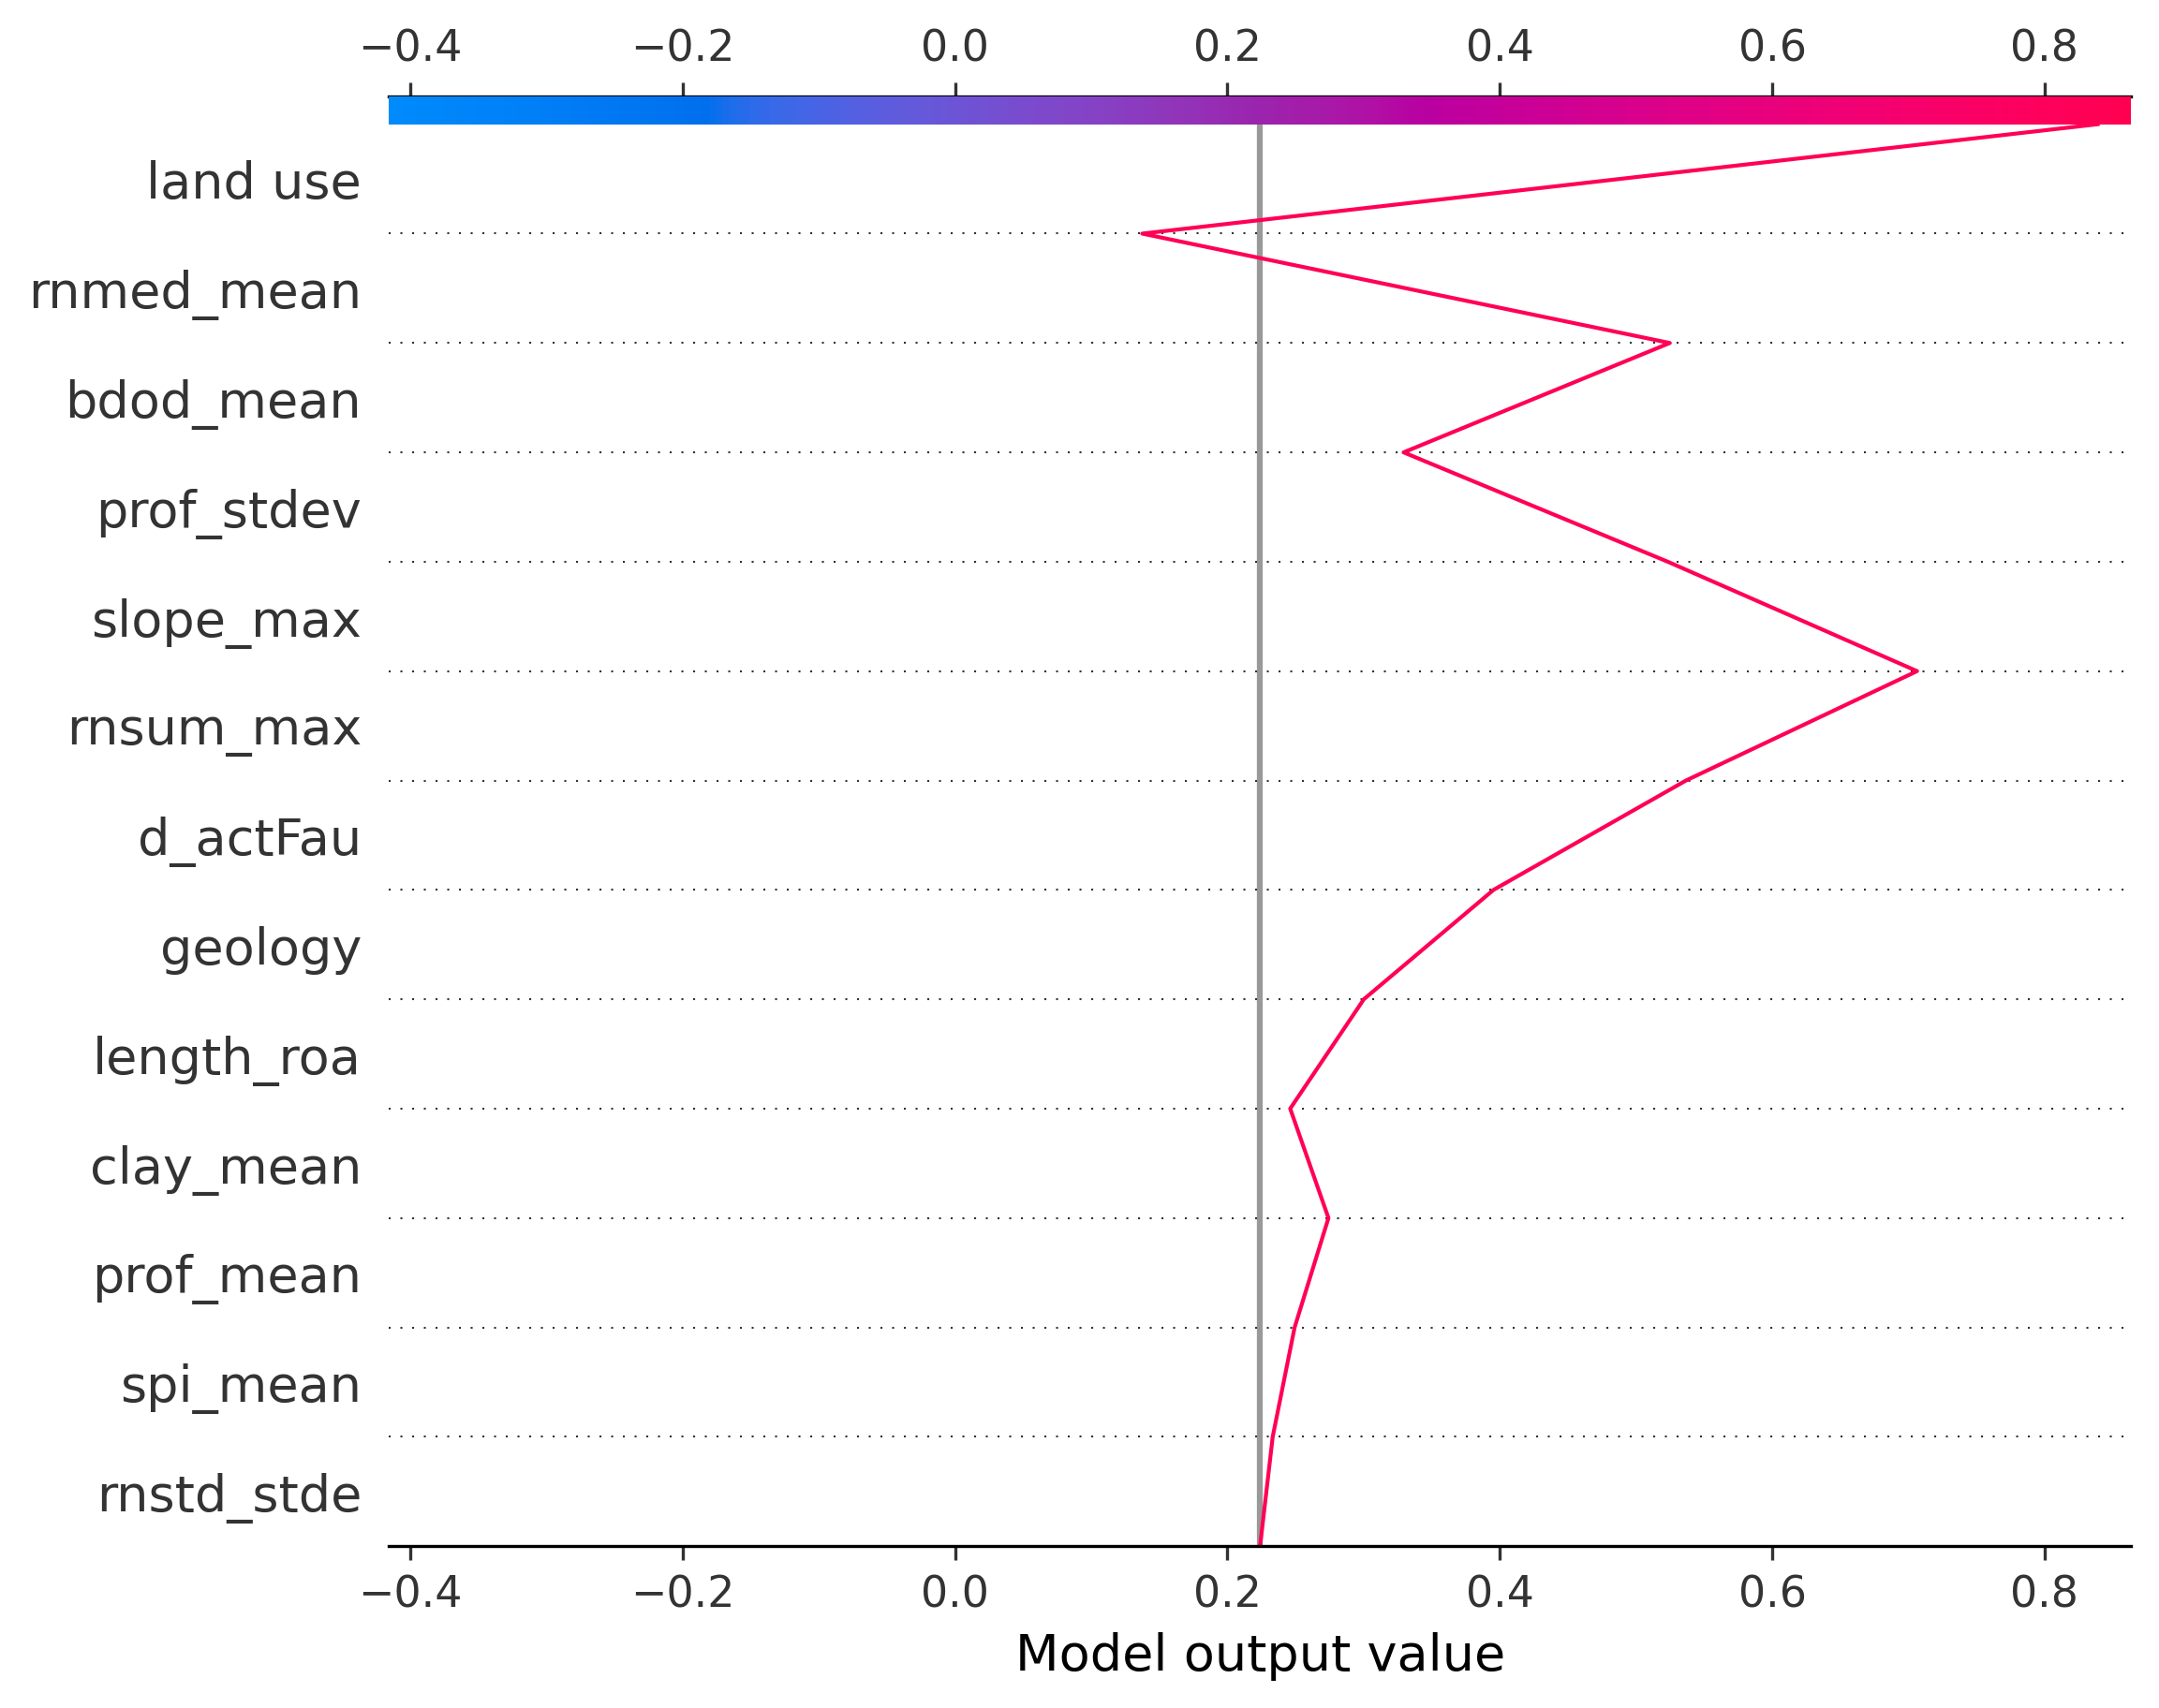 −0.4 −0.2 0.0 0.2 0.4 0.6 0.8
land use
rnmed_mean
bdod_mean
prof_stdev
slope_max
rnsum_max
d_actFau
geology
length_roa
clay_mean
prof_mean
spi_mean
rnstd_stde
−0.4 −0.2 0.0 0.2 0.4 0.6 0.8
Model output value